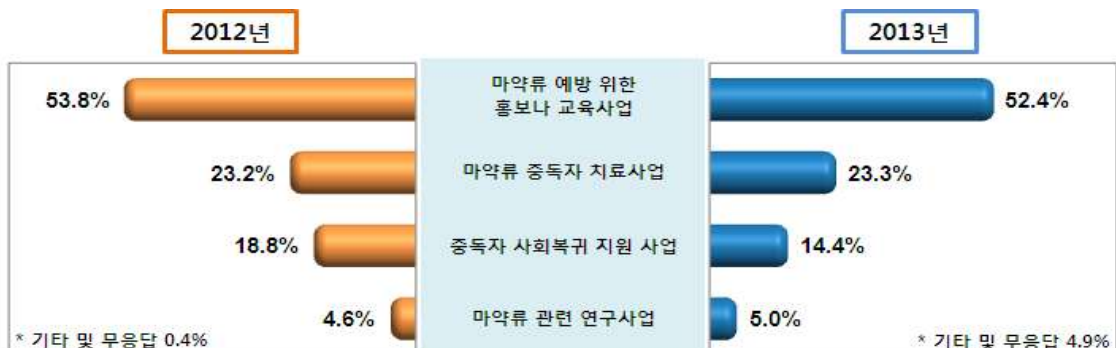 2012년
2013년
53.8%
마약류 예방 위한
홍보나 교육사업
52.4%
23.2%
마약류 중독자 치료사업
23.3%
18.8%
중독자 사회복귀 지원 사업
14.4%
4.6%
마약류 관련 연구사업
5.0%
* 기타 및 무응답 0.4%
* 기타 및 무응답 4.9%